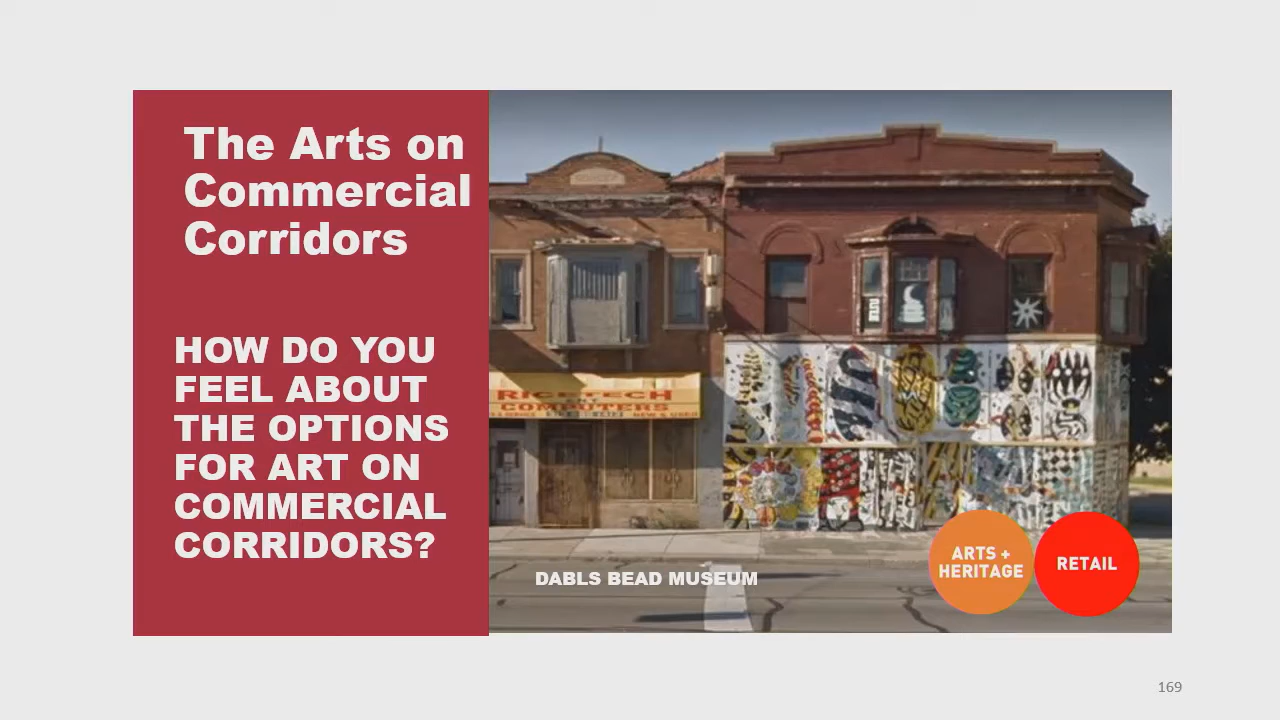 The Arts on
Commercial
Corridors
HOW DO YOU
FEEL ABOUT
THE OPTIONS
FOR ART ON
COMMERCIAL
CORRIDORS?
COMPUTERS
DABLS BEAD MUSEUM
ARTS +
HERITAGE
RETAIL
169